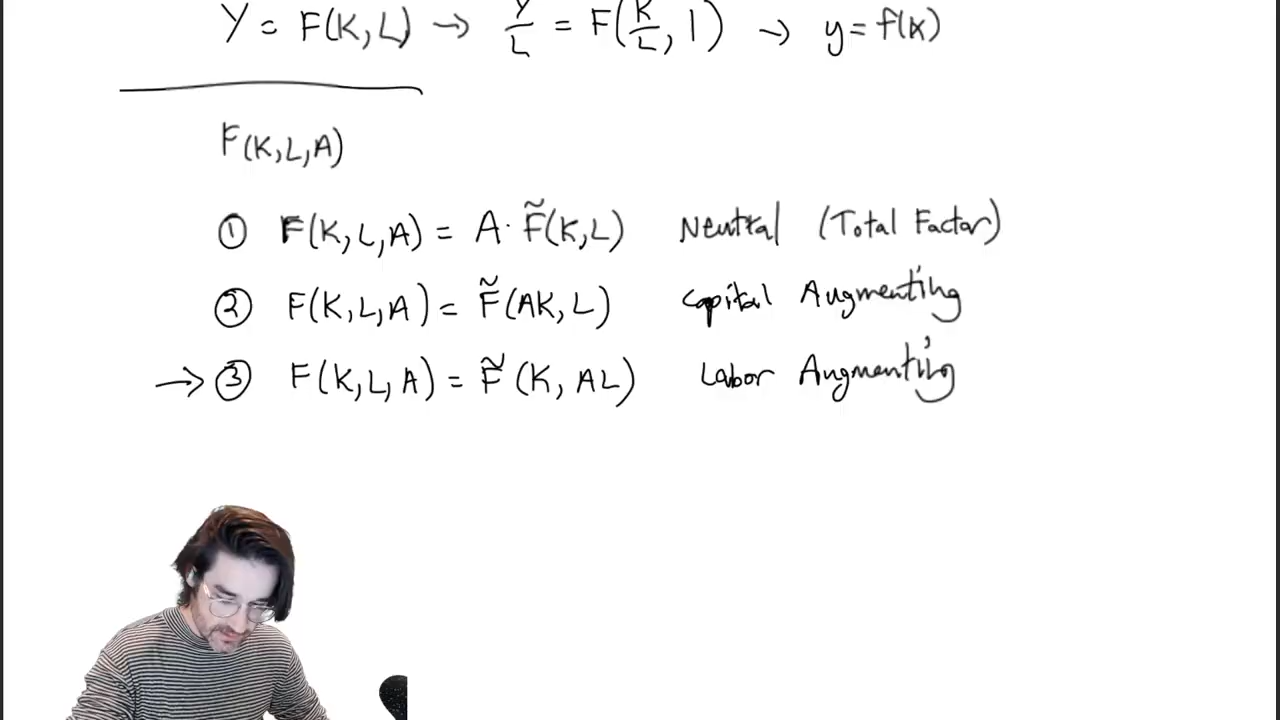 Y = F(K,L) → Y/L = F(K/L, 1) → y = f(k)
F(K,L,A)
① F(K,L,A) = A·F̃(K,L) Neutral (Total Factor)
② F(K,L,A) = F̃(AK,L) Capital Augmenting
→ ③ F(K,L,A) = F̃(K, AL) Labor Augmenting